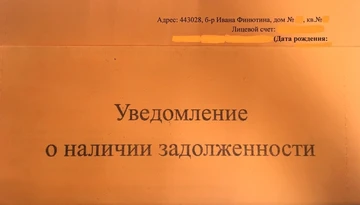 Адрес: 443028, б-р Ивана Финютина, дом №, кв.№
Лицевой счет:
(Дата рождения:
Уведомление
о наличии задолженности